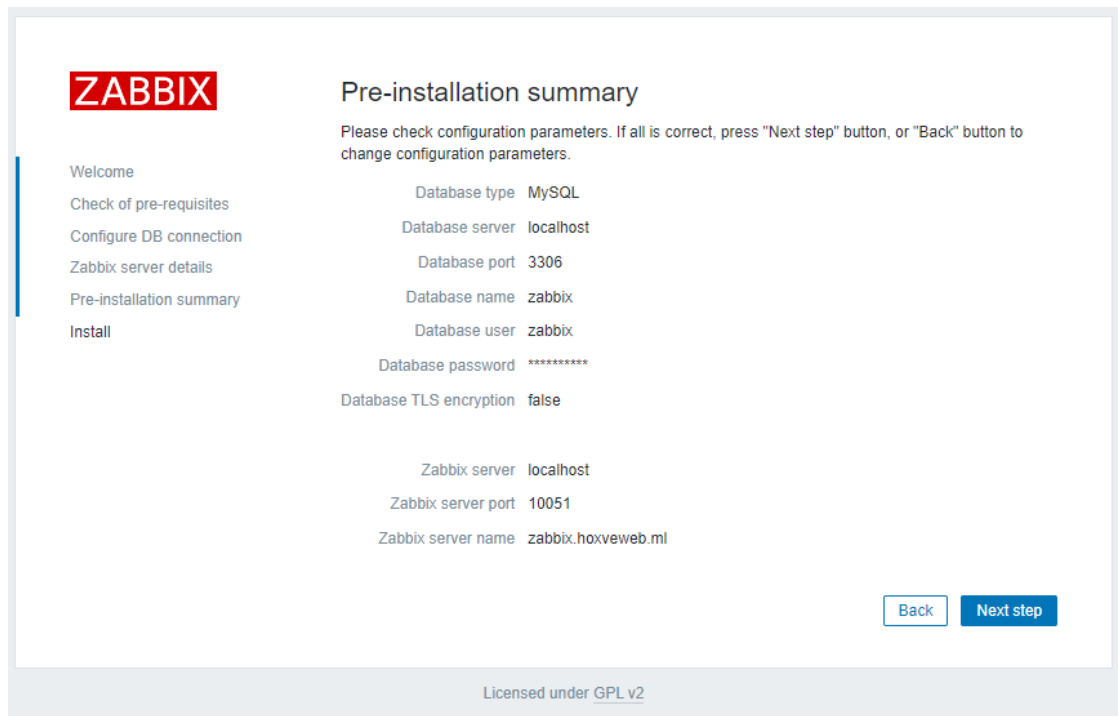 ZABBIX
Welcome
Check of pre-requisites
Configure DB connection
Zabbix server details
Pre-installation summary
Install
Pre-installation summary
Please check configuration parameters. If all is correct, press "Next step" button, or "Back" button to
change configuration parameters.
Database type MySQL
Database server localhost
Database port 3306
Database name zabbix
Database user zabbix
Database password **********
Database TLS encryption false
Zabbix server localhost
Zabbix server port 10051
Zabbix server name zabbix.hoxveweb.ml
Back Next step
Licensed under GPL v2